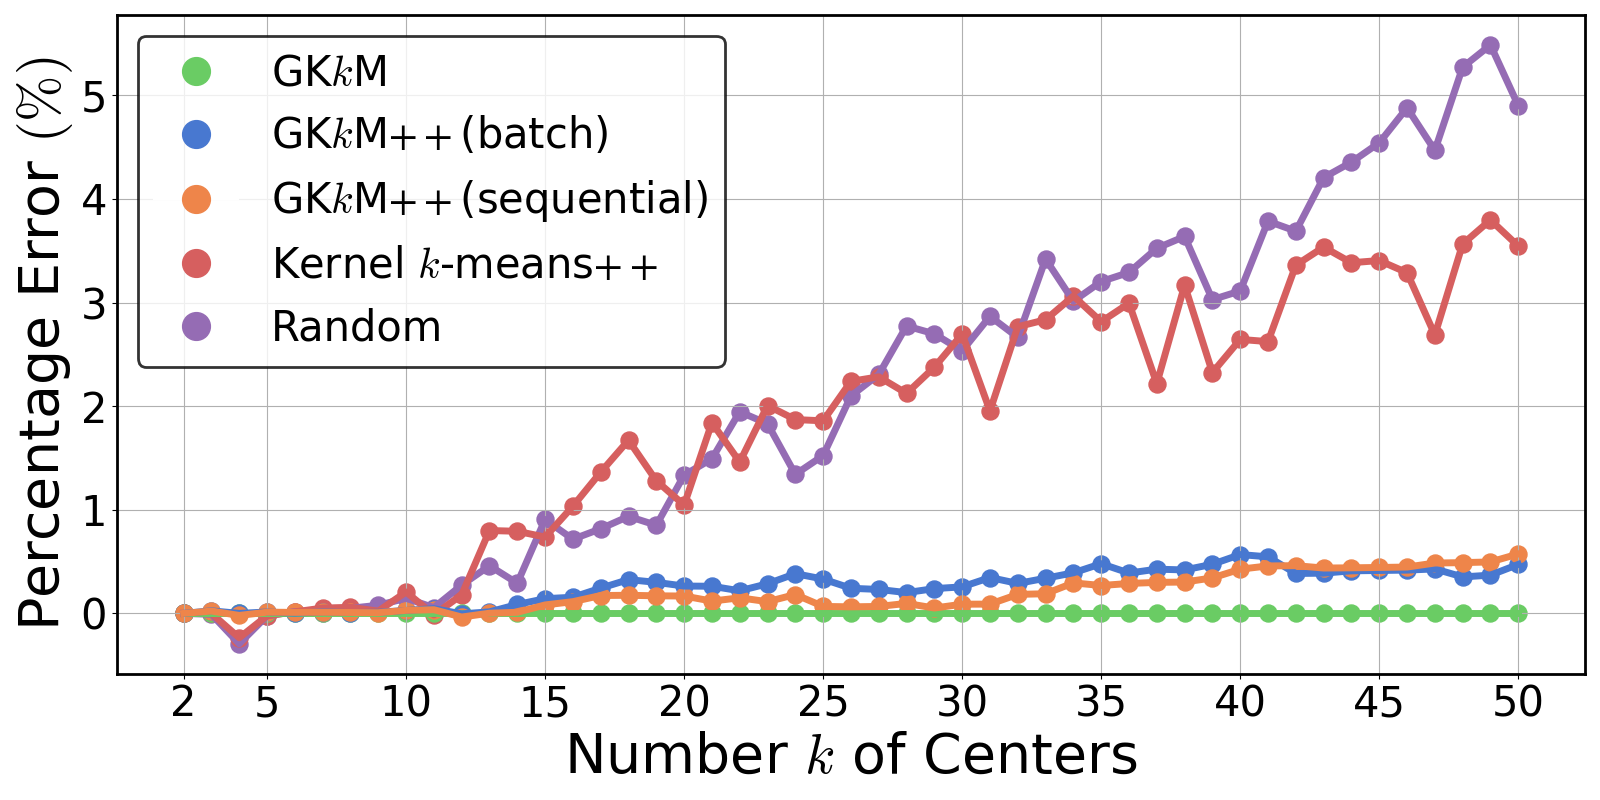 GKkM
GKkM++(batch)
GKkM++(sequential)
Kernel k-means++
Random
Percentage Error (%)
5
4
3
2
1
0
2 5 10 15 20 25 30 35 40 45 50
Number k of Centers